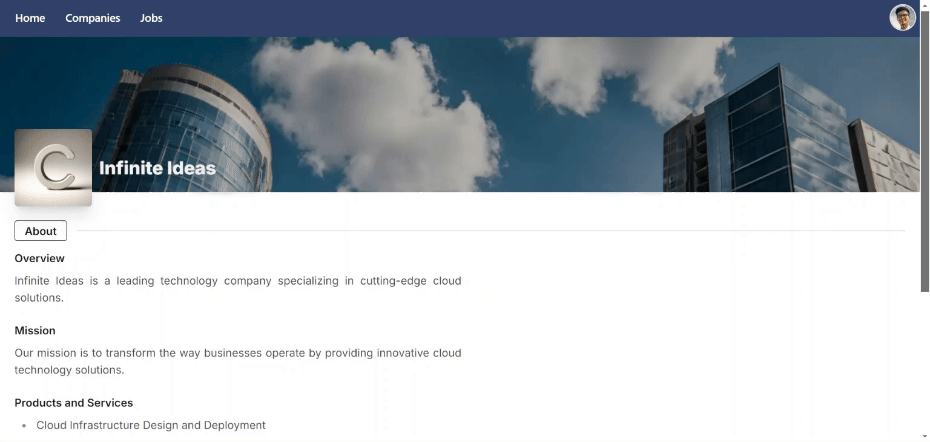 Home Companies Jobs
C
Infinite Ideas
About
Overview
Infinite Ideas is a leading technology company specializing in cutting-edge cloud
solutions.
Mission
Our mission is to transform the way businesses operate by providing innovative cloud
technology solutions.
Products and Services
• Cloud Infrastructure Design and Deployment